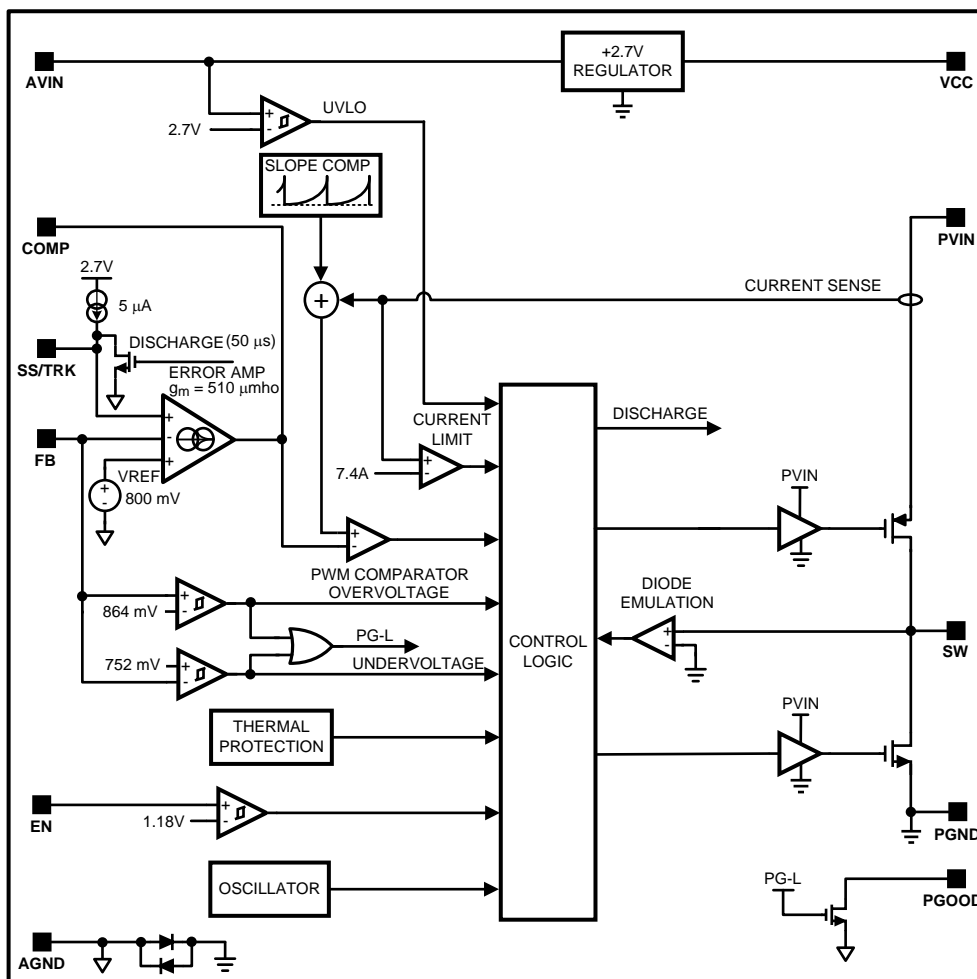 +2.7V
REGULATOR
AVIN
VCC
UVLO
+
-
2.7V
SLOPE COMP
COMP
PVIN
2.7V
5 μA
+
CURRENT SENSE
DISCHARGE (50 μs)
SS/TRK
ERROR AMP
gm = 510 μmho
+
-
+
FB
VREF
800 mV
+
-
CURRENT
LIMIT
7.4A
+
-
DISCHARGE
PVIN
+
-
PWM COMPARATOR
OVERVOLTAGE
864 mV
+
-
PG-L
752 mV
+
-
UNDERVOLTAGE
CONTROL
LOGIC
DIODE
EMULATION
+
-
SW
THERMAL
PROTECTION
PVIN
EN
1.18V
+
-
PGND
OSCILLATOR
PG-L
PGOOD
AGND